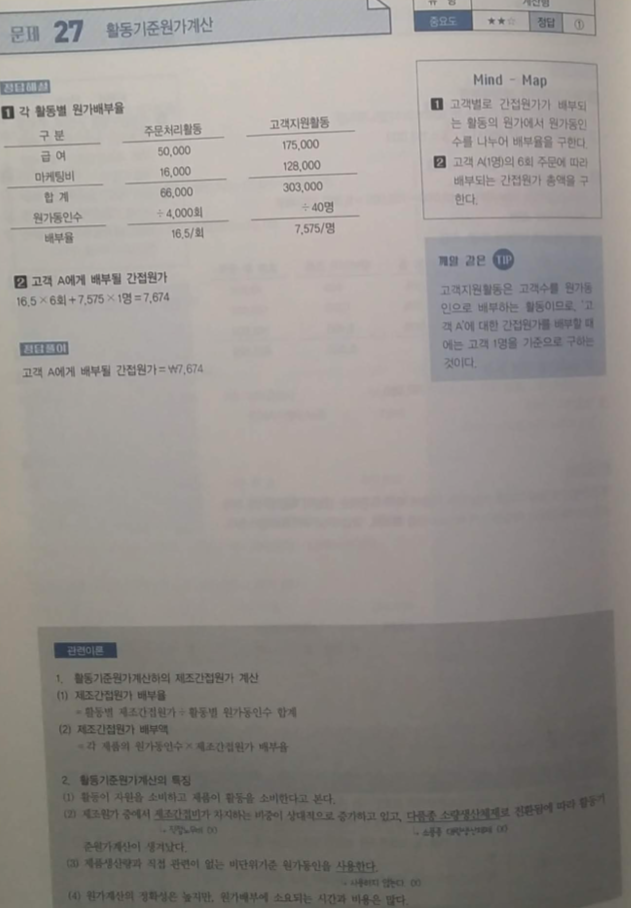 문제 27 활동기준원가계산
유 형 계산형
중요도 ★★☆ 정답 ①
정답해설
1 각 활동별 원가배부율
구 분 주문처리활동 고객지원활동
급 여 50,000 175,000
마케팅비 16,000 128,000
합 계 66,000 303,000
원가동인수 ÷4,000회 ÷40명
배부율 16.5/회 7,575/명
2 고객 A에게 배부될 간접원가
16.5×6회+7,575×1명=7,674
정답풀이
고객 A에게 배부될 간접원가=₩7,674
Mind - Map
1 고객별로 간접원가가 배부되
는 활동의 원가에서 원가동인
수를 나누어 배부율을 구한다.
2 고객 A(1명)의 6회 주문에 따라
배부되는 간접원가 총액을 구
한다.
깨알 같은 TIP
고객지원활동은 고객수를 원가동
인으로 배부하는 활동이므로, '고
객 A'에 대한 간접원가를 배부할 때
에는 고객 1명을 기준으로 구하는
것이다.
관련이론
1. 활동기준원가계산하의 제조간접원가 계산
(1) 제조간접원가 배부율
=활동별 제조간접원가÷활동별 원가동인수 합계
(2) 제조간접원가 배부액
=각 제품의 원가동인수×제조간접원가 배부율
2. 활동기준원가계산의 특징
(1) 활동이 자원을 소비하고 제품이 활동을 소비한다고 본다.
(2) 제조원가 중에서 제조간접비가 차지하는 비중이 상대적으로 증가하고 있고, 다품종 소량생산체제로 전환됨에 따라 활동기
→ 직접노무비 (X) → 소품종 대량생산체제 (X)
준원가계산이 생겨났다.
(3) 제품생산량과 직접 관련이 없는 비단위기준 원가동인을 사용한다.
→ 사용하지 않는다 (X)
(4) 원가계산의 정확성은 높지만, 원가배부에 소요되는 시간과 비용은 많다.